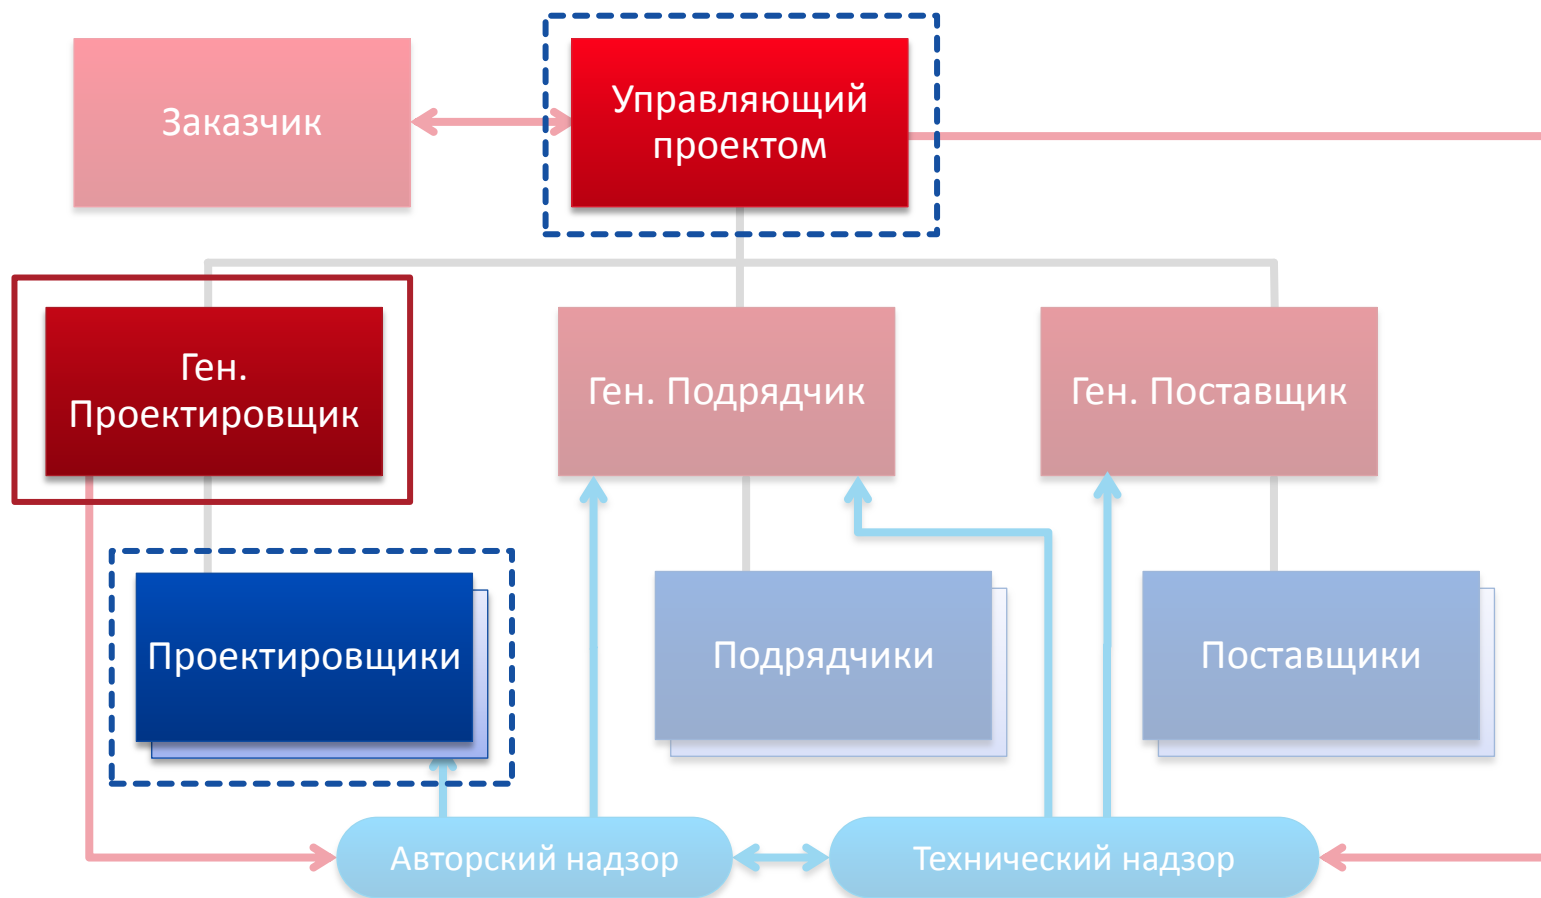 Заказчик
Управляющий
проектом
Ген.
Проектировщик
Ген. Подрядчик
Ген. Поставщик
Проектировщики
Подрядчики
Поставщики
Авторский надзор
Технический надзор